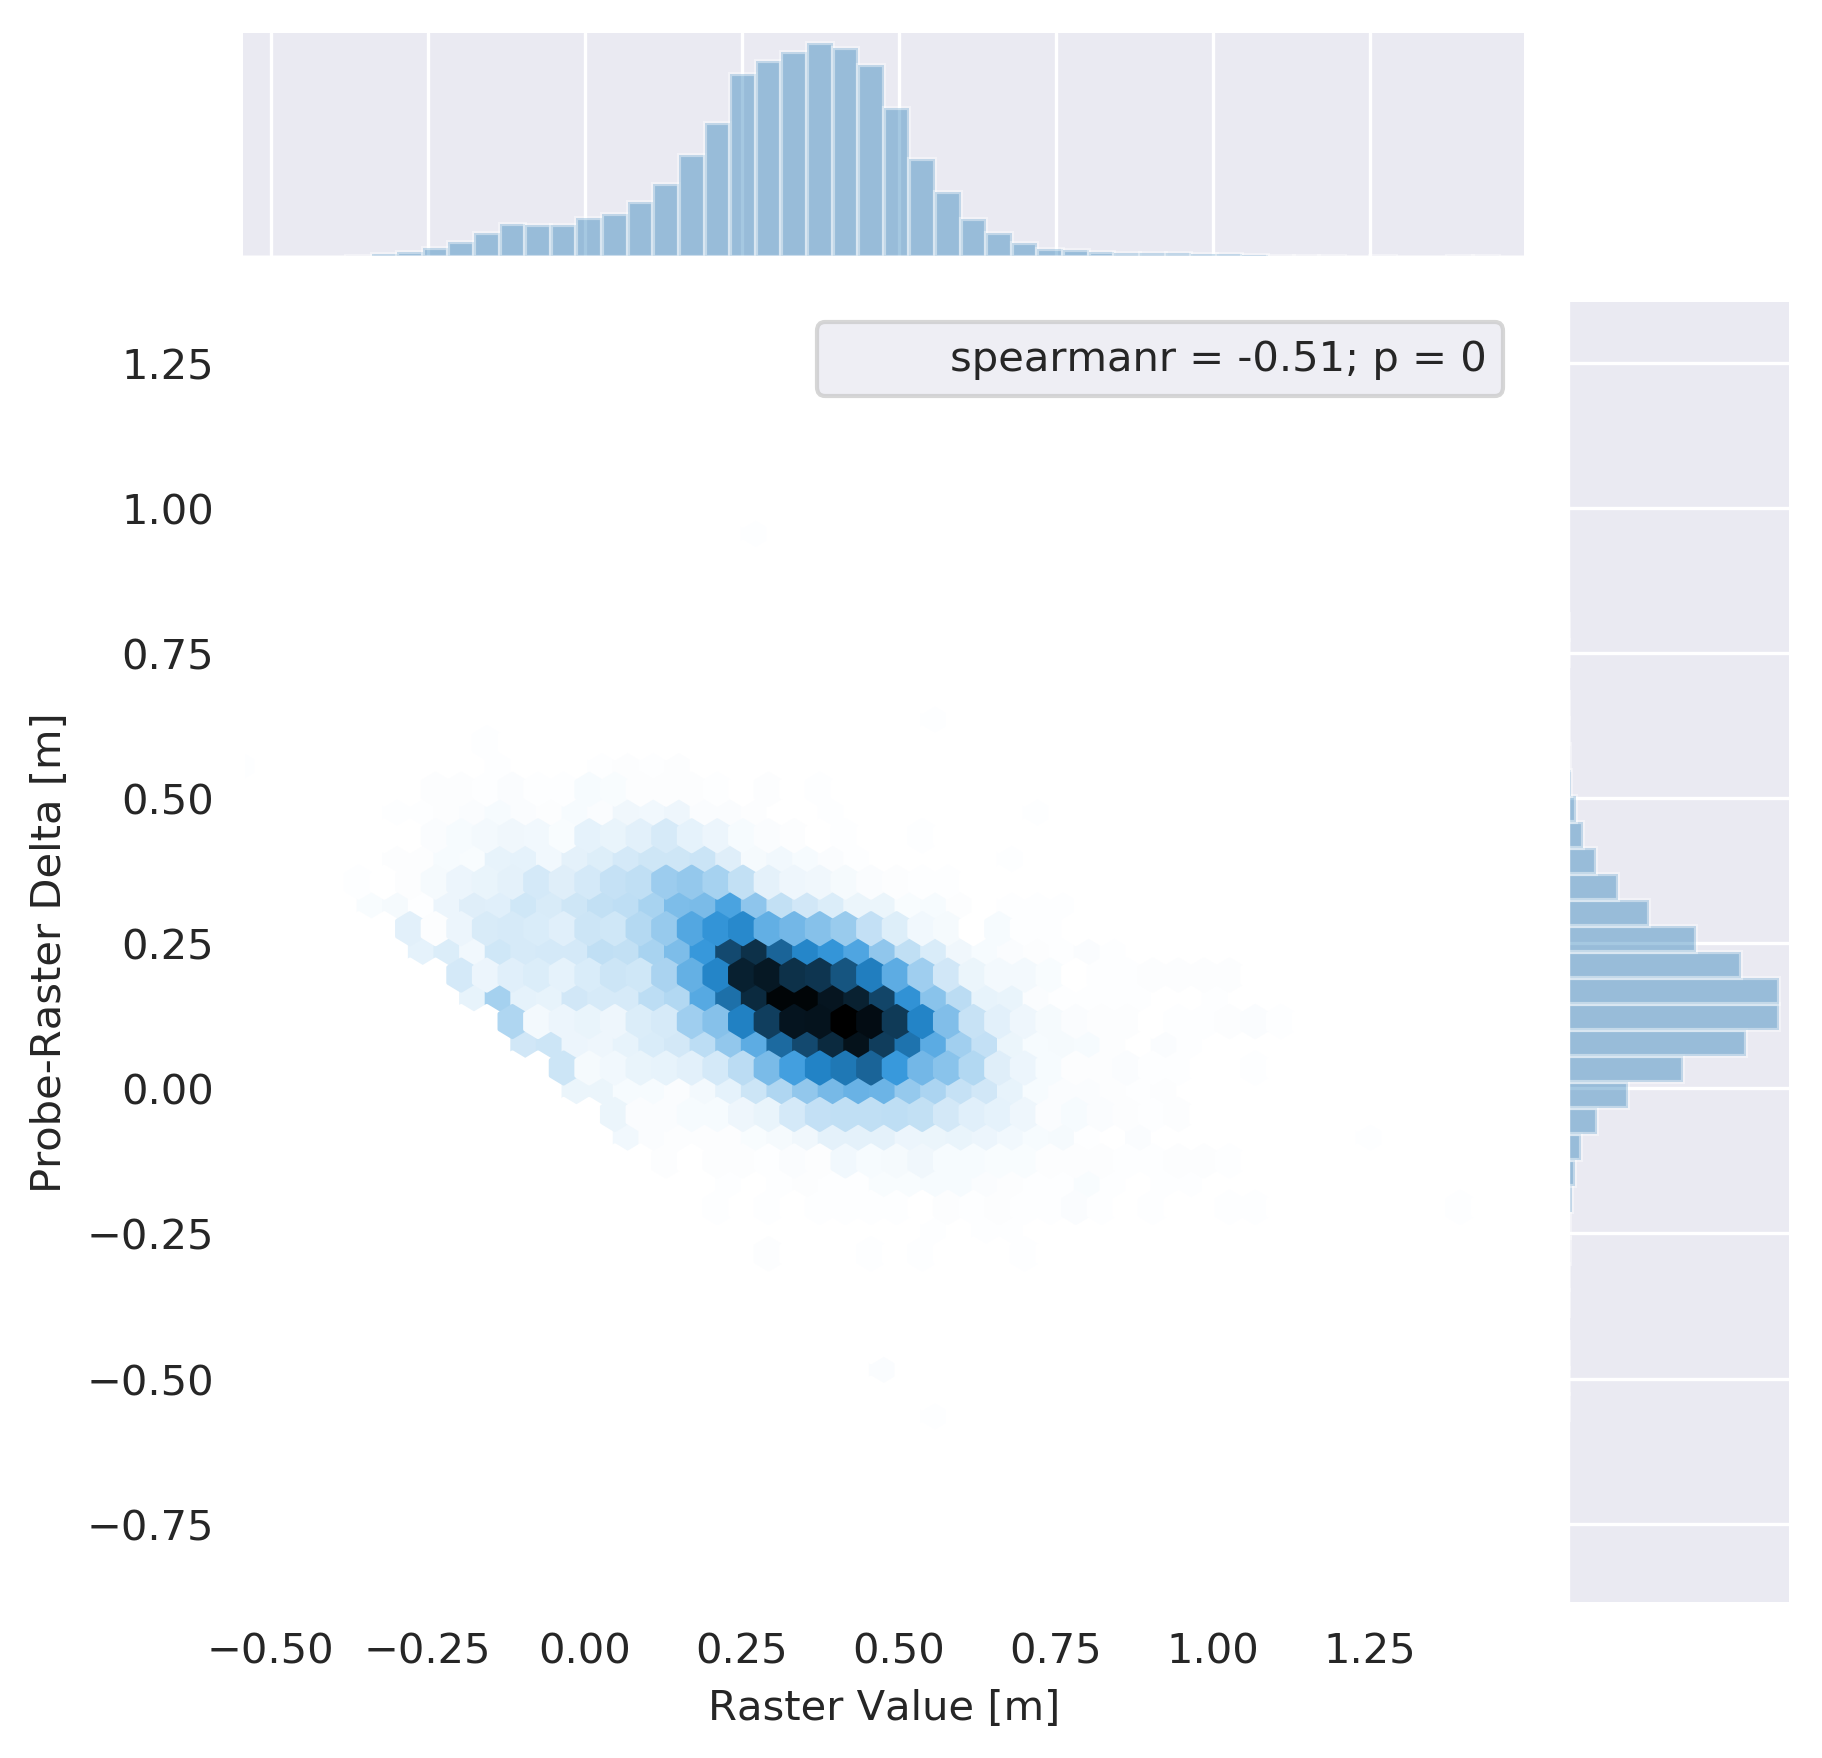 spearmanr = -0.51; p = 0
1.25
1.00
0.75
0.50
0.25
0.00
−0.25
−0.50
−0.75
Probe-Raster Delta [m]
−0.50 −0.25 0.00 0.25 0.50 0.75 1.00 1.25
Raster Value [m]